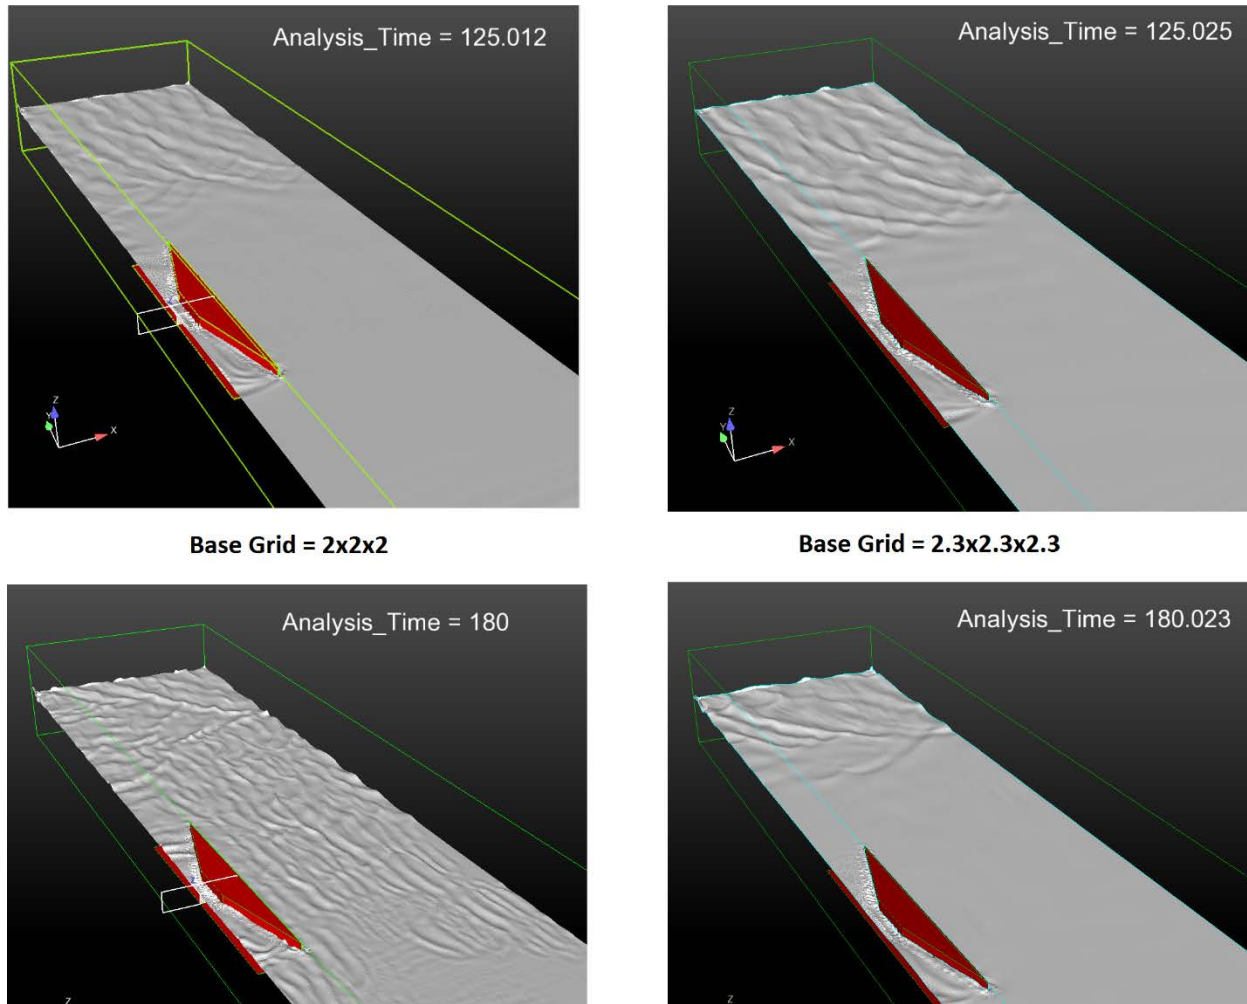 Analysis_Time = 125.012
Analysis_Time = 125.025
Z
Y
X
Z
Y
X
Base Grid = 2x2x2
Base Grid = 2.3x2.3x2.3
Analysis_Time = 180
Analysis_Time = 180.023
Z
Z